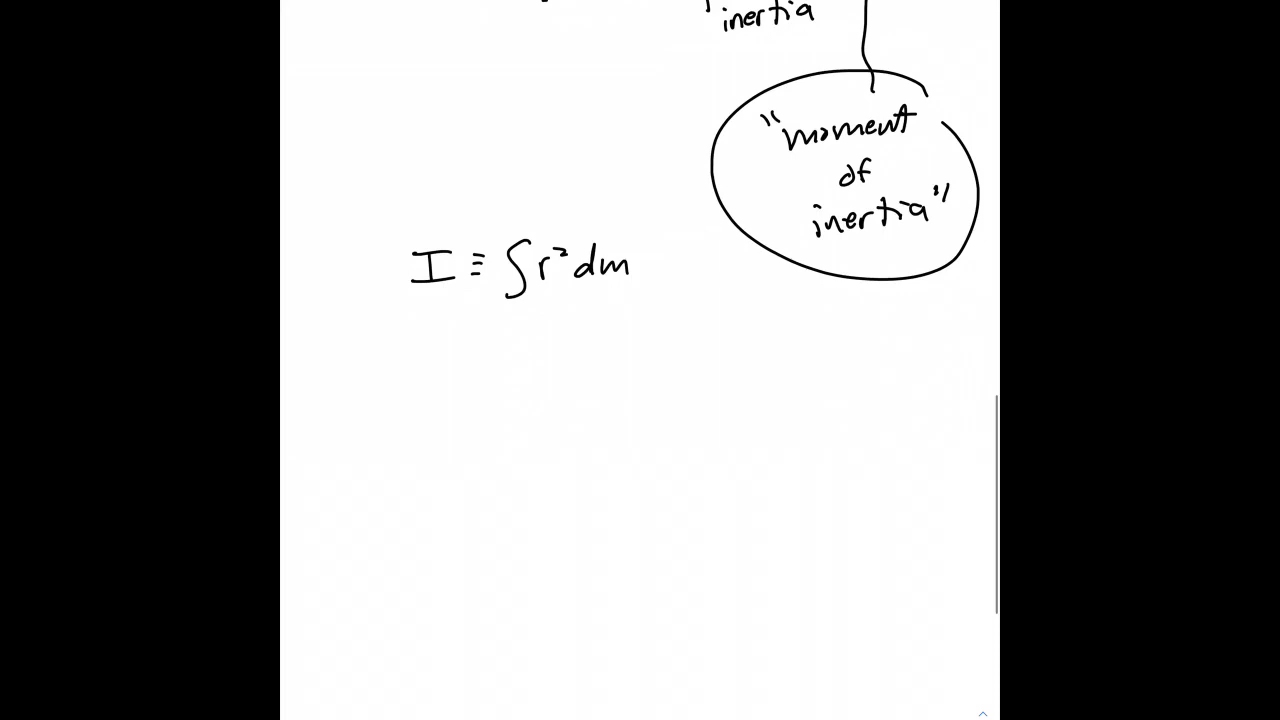 inertia
"moment
of
inertia"
I ≡ ∫r²dm